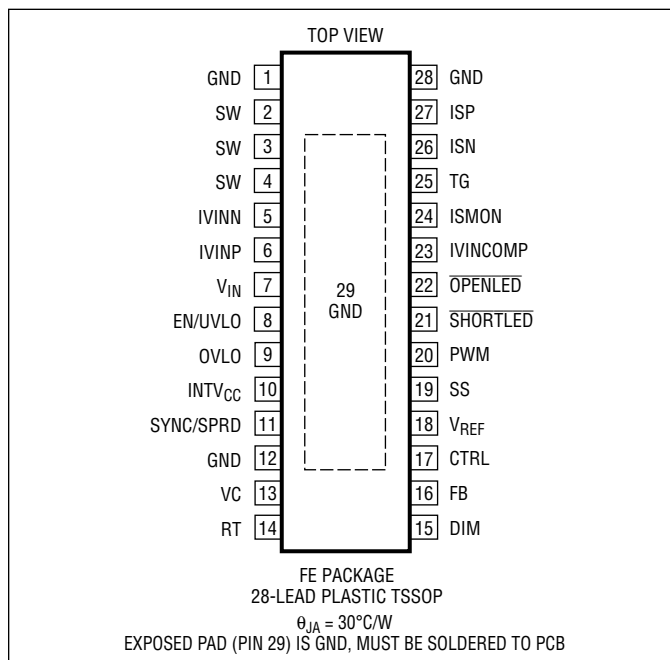 TOP VIEW
GND 1
SW 2
SW 3
SW 4
IVINN 5
IVINP 6
VIN 7
EN/UVLO 8
OVLO 9
INTVCC 10
SYNC/SPRD 11
GND 12
VC 13
RT 14
29
GND
28 GND
27 ISP
26 ISN
25 TG
24 ISMON
23 IVINCOMP
22 OPENLED
21 SHORTLED
20 PWM
19 SS
18 VREF
17 CTRL
16 FB
15 DIM
FE PACKAGE
28-LEAD PLASTIC TSSOP
θJA = 30°C/W
EXPOSED PAD (PIN 29) IS GND, MUST BE SOLDERED TO PCB